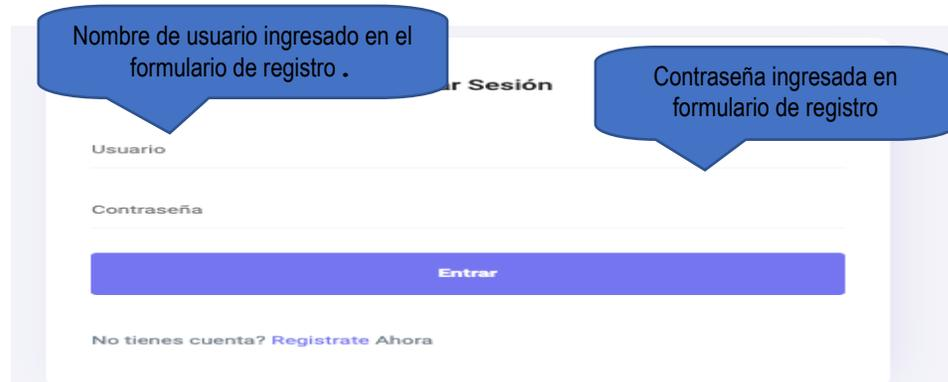 Nombre de usuario ingresado en el
formulario de registro .
r Sesión
Contraseña ingresada en
formulario de registro
Usuario
Contraseña
Entrar
No tienes cuenta? Registrate Ahora